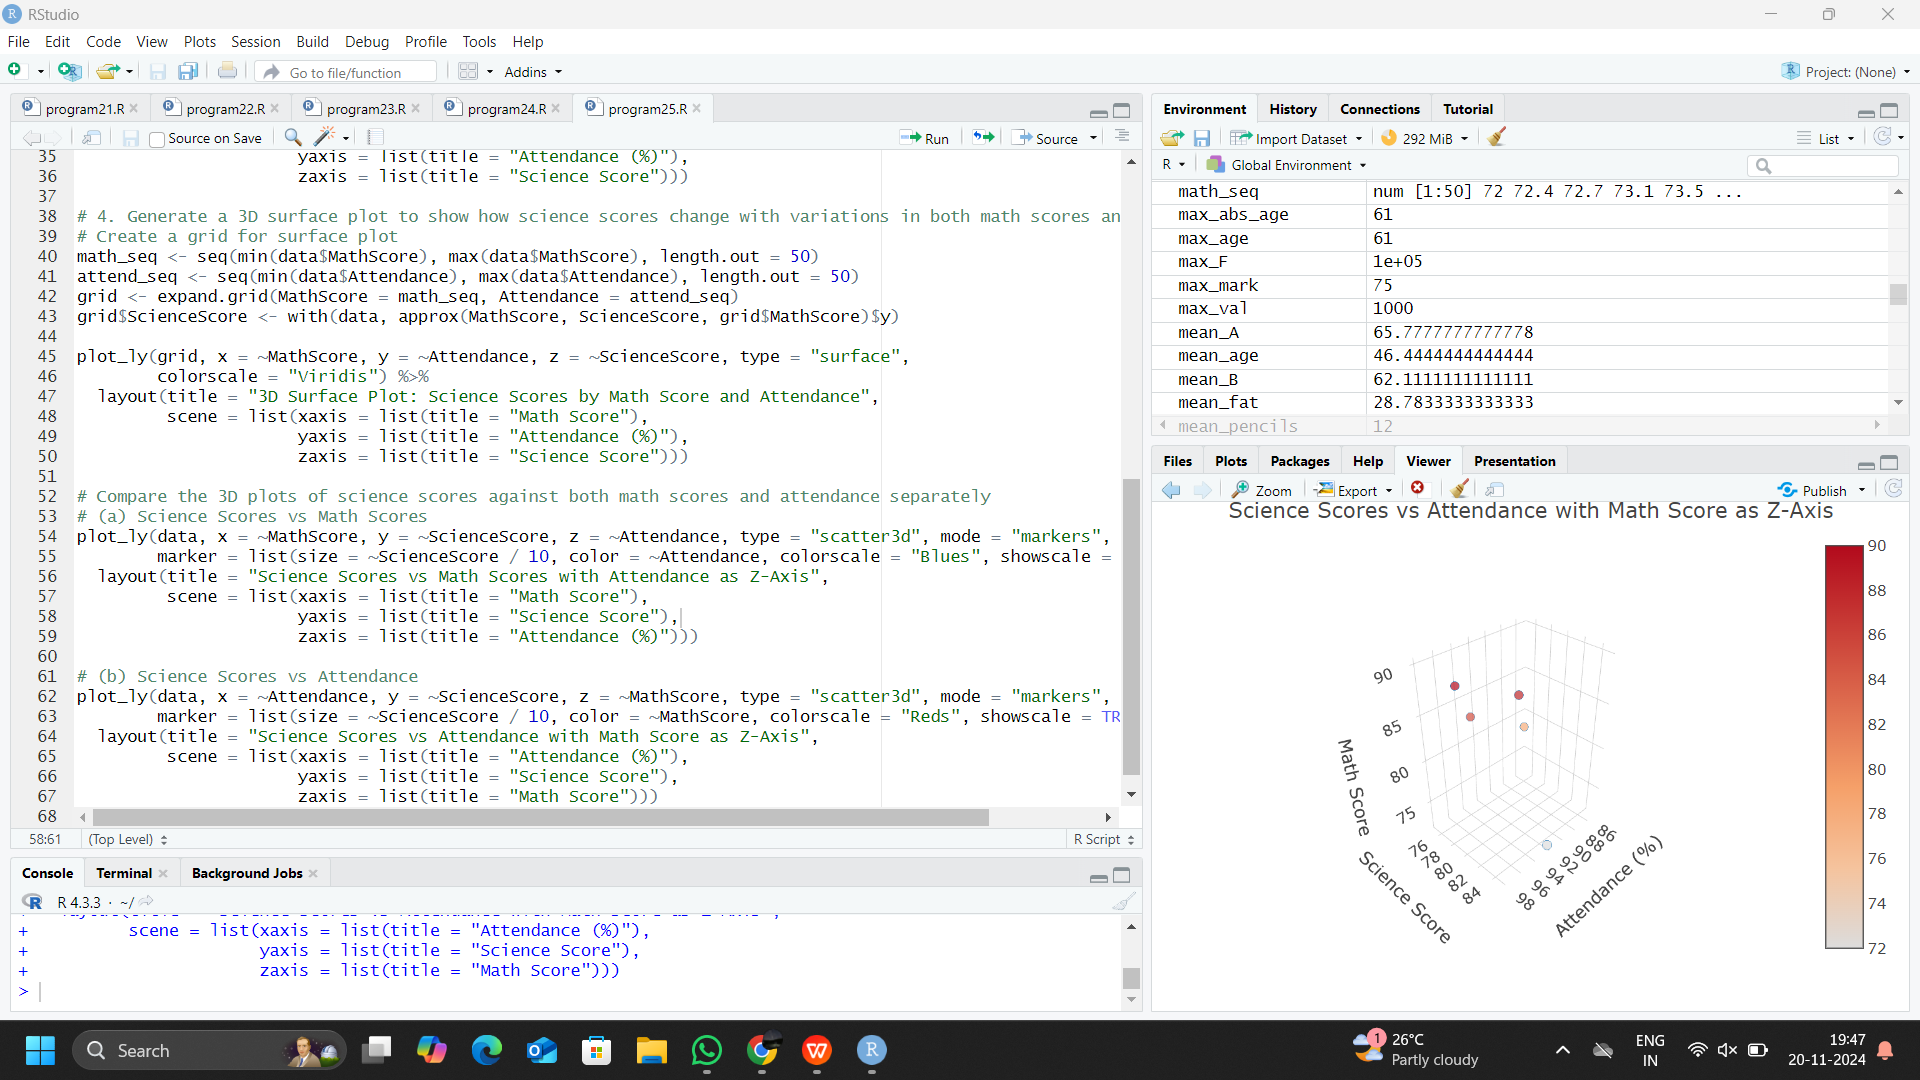 RStudio
File Edit Code View Plots Session Build Debug Profile Tools Help
Go to file/function Addins Project: (None)
program21.R program22.R program23.R program24.R program25.R
Source on Save Run Source
35 yaxis = list(title = "Attendance (%)"),
36 zaxis = list(title = "Science Score")))
37
38 # 4. Generate a 3D surface plot to show how science scores change with variations in both math scores an
39 # Create a grid for surface plot
40 math_seq <- seq(min(data$MathScore), max(data$MathScore), length.out = 50)
41 attend_seq <- seq(min(data$Attendance), max(data$Attendance), length.out = 50)
42 grid <- expand.grid(MathScore = math_seq, Attendance = attend_seq)
43 grid$ScienceScore <- with(data, approx(MathScore, ScienceScore, grid$MathScore)$y)
44
45 plot_ly(grid, x = ~MathScore, y = ~Attendance, z = ~ScienceScore, type = "surface",
46 colorscale = "Viridis") %>%
47 layout(title = "3D Surface Plot: Science Scores by Math Score and Attendance",
48 scene = list(xaxis = list(title = "Math Score"),
49 yaxis = list(title = "Attendance (%)"),
50 zaxis = list(title = "Science Score")))
51
52 # Compare the 3D plots of science scores against both math scores and attendance separately
53 # (a) Science Scores vs Math Scores
54 plot_ly(data, x = ~MathScore, y = ~ScienceScore, z = ~Attendance, type = "scatter3d", mode = "markers",
55 marker = list(size = ~ScienceScore / 10, color = ~Attendance, colorscale = "Blues", showscale =
56 layout(title = "Science Scores vs Math Scores with Attendance as Z-Axis",
57 scene = list(xaxis = list(title = "Math Score"),
58 yaxis = list(title = "Science Score"),
59 zaxis = list(title = "Attendance (%)")))
60
61 # (b) Science Scores vs Attendance
62 plot_ly(data, x = ~Attendance, y = ~ScienceScore, z = ~MathScore, type = "scatter3d", mode = "markers",
63 marker = list(size = ~ScienceScore / 10, color = ~MathScore, colorscale = "Reds", showscale = TR
64 layout(title = "Science Scores vs Attendance with Math Score as Z-Axis",
65 scene = list(xaxis = list(title = "Attendance (%)"),
66 yaxis = list(title = "Science Score"),
67 zaxis = list(title = "Math Score")))
68
58:61 (Top Level) R Script
Console Terminal Background Jobs
R 4.3.3 · ~/
+ scene = list(xaxis = list(title = "Attendance (%)"),
+ yaxis = list(title = "Science Score"),
+ zaxis = list(title = "Math Score")))
>
Environment History Connections Tutorial
Import Dataset 292 MiB List
R Global Environment
math_seq num [1:50] 72 72.4 72.7 73.1 73.5 ...
max_abs_age 61
max_age 61
max_F 1e+05
max_mark 75
max_val 1000
mean_A 65.7777777777778
mean_age 46.4444444444444
mean_B 62.1111111111111
mean_fat 28.7833333333333
mean_pencils 12
Files Plots Packages Help Viewer Presentation
Zoom Export Publish
Science Scores vs Attendance with Math Score as Z-Axis
90
88
86
84
82
80
78
76
74
72
90
85
80
75
Math Score
76
78
80
82
84
Science Score
98
96
94
92
90
88
86
Attendance (%)
Search
1
26°C
Partly cloudy
ENG
IN
19:47
20-11-2024